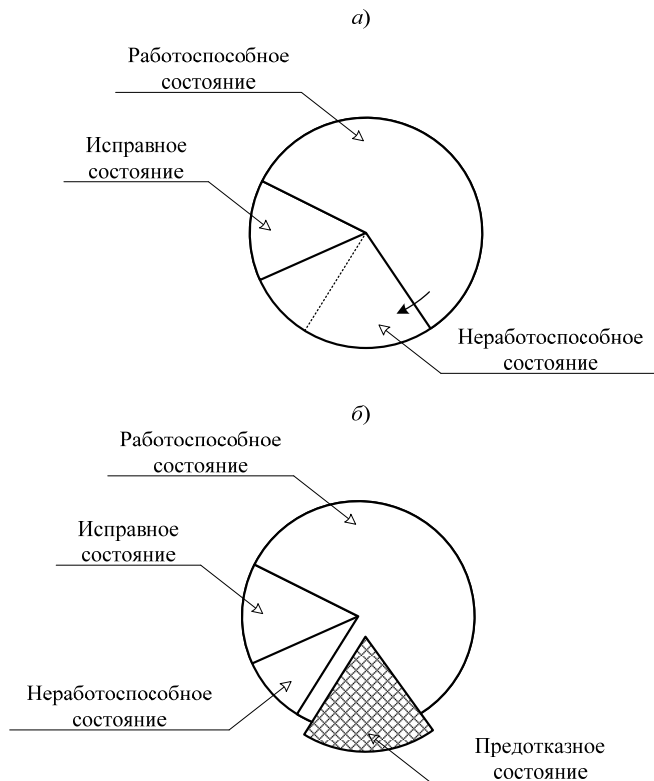 а)
Работоспособное
состояние
Исправное
состояние
Неработоспособное
состояние
б)
Работоспособное
состояние
Исправное
состояние
Неработоспособное
состояние
Предотказное
состояние